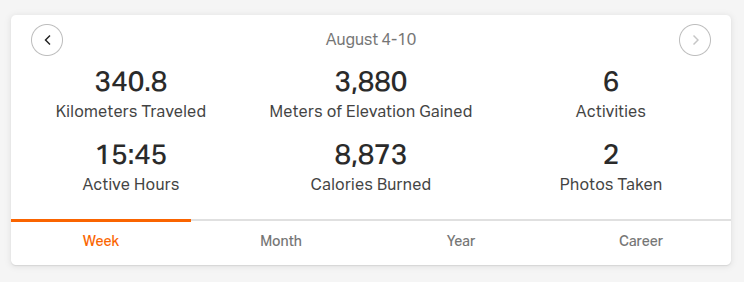 August 4-10
340.8
Kilometers Traveled
3,880
Meters of Elevation Gained
6
Activities
15:45
Active Hours
8,873
Calories Burned
2
Photos Taken
Week
Month
Year
Career